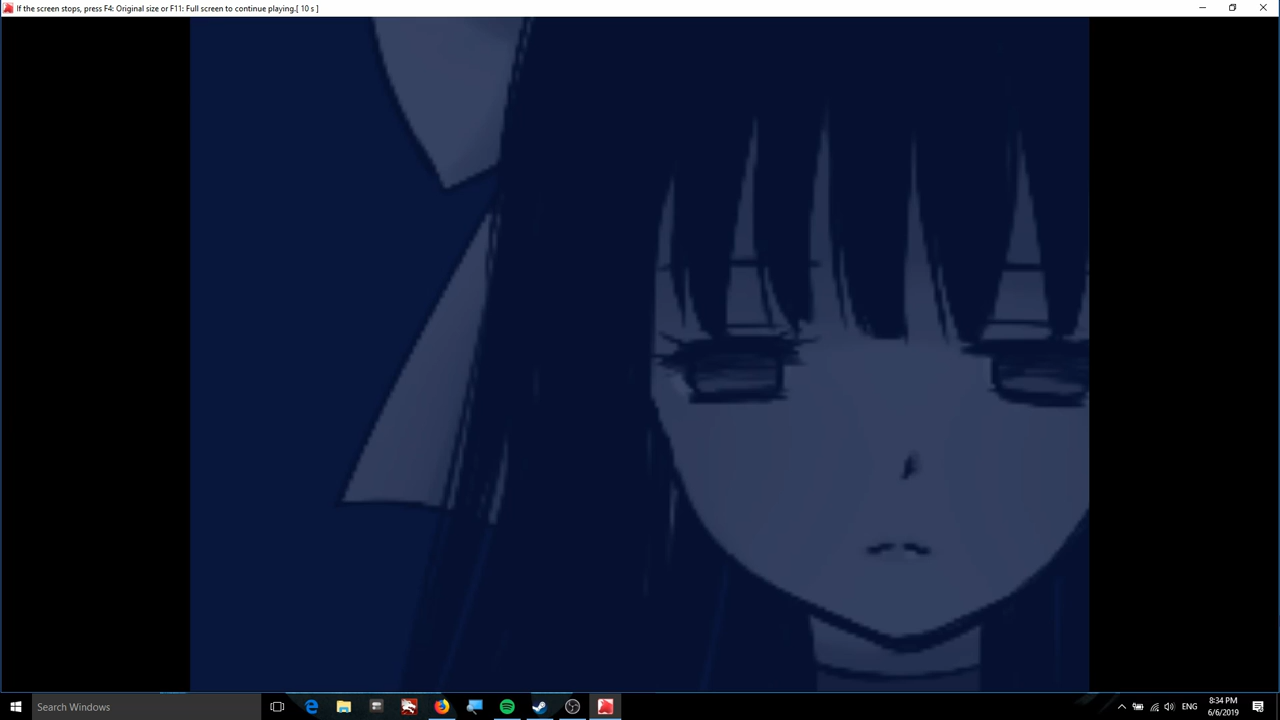 If the screen stops, press F4: Original size or F11: Full screen to continue playing.[ 10 s ]
Search Windows
ENG
8:34 PM
6/6/2019